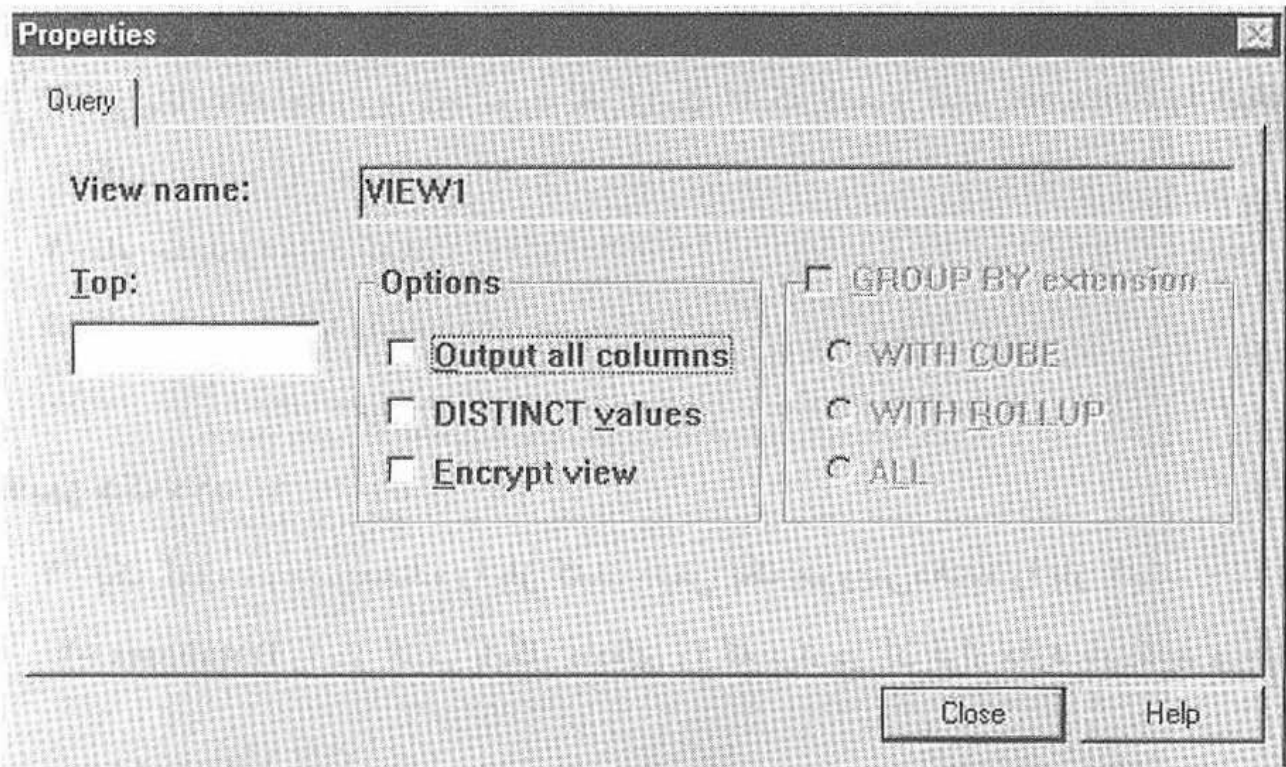 Properties
Query
View name: VIEW1
Top:
Options
Output all columns
DISTINCT values
Encrypt view
GROUP BY extension
WITH CUBE
WITH ROLLUP
ALL
Close Help